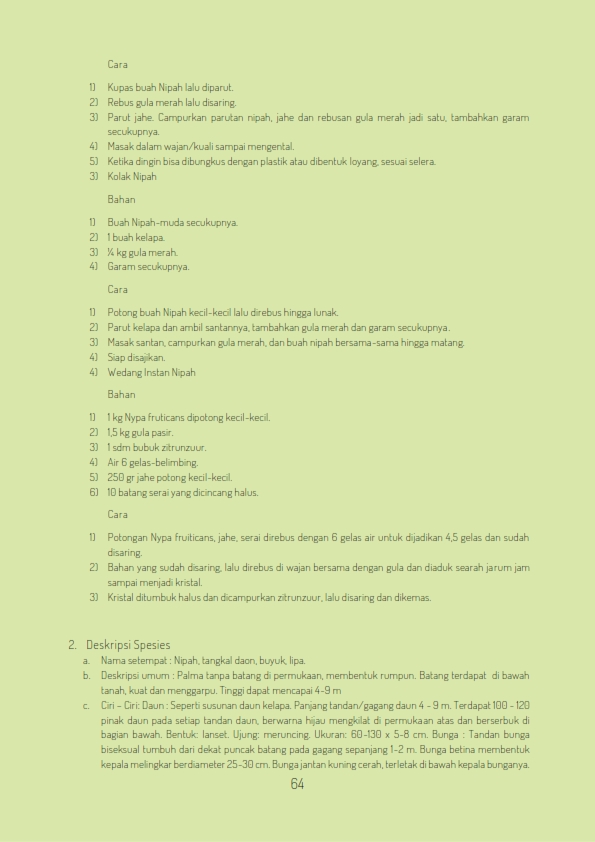 Cara
1) Kupas buah Nipah lalu diparut.
2) Rebus gula merah lalu disaring.
3) Parut jahe. Campurkan parutan nipah, jahe dan rebusan gula merah jadi satu, tambahkan garam
secukupnya.
4) Masak dalam wajan/kuali sampai mengental.
5) Ketika dingin bisa dibungkus dengan plastik atau dibentuk loyang, sesuai selera.
3) Kolak Nipah
Bahan
1) Buah Nipah-muda secukupnya.
2) 1 buah kelapa.
3) ¼ kg gula merah.
4) Garam secukupnya.
Cara
1) Potong buah Nipah kecil-kecil lalu direbus hingga lunak.
2) Parut kelapa dan ambil santannya, tambahkan gula merah dan garam secukupnya.
3) Masak santan, campurkan gula merah, dan buah nipah bersama-sama hingga matang.
4) Siap disajikan.
4) Wedang Instan Nipah
Bahan
1) 1 kg Nypa fruticans dipotong kecil-kecil.
2) 1,5 kg gula pasir.
3) 1 sdm bubuk zitrunzuur.
4) Air 6 gelas-belimbing.
5) 250 gr jahe potong kecil-kecil.
6) 10 batang serai yang dicincang halus.
Cara
1) Potongan Nypa fruiticans, jahe, serai direbus dengan 6 gelas air untuk dijadikan 4,5 gelas dan sudah
disaring.
2) Bahan yang sudah disaring, lalu direbus di wajan bersama dengan gula dan diaduk searah jarum jam
sampai menjadi kristal.
3) Kristal ditumbuk halus dan dicampurkan zitrunzuur, lalu disaring dan dikemas.
2. Deskripsi Spesies
a. Nama setempat : Nipah, tangkal daon, buyuk, lipa.
b. Deskripsi umum : Palma tanpa batang di permukaan, membentuk rumpun. Batang terdapat di bawah
tanah, kuat dan menggarpu. Tinggi dapat mencapai 4-9 m
c. Ciri – Ciri: Daun : Seperti susunan daun kelapa. Panjang tandan/gagang daun 4 - 9 m. Terdapat 100 - 120
pinak daun pada setiap tandan daun, berwarna hijau mengkilat di permukaan atas dan berserbuk di
bagian bawah. Bentuk: lanset. Ujung: meruncing. Ukuran: 60-130 x 5-8 cm. Bunga : Tandan bunga
biseksual tumbuh dari dekat puncak batang pada gagang sepanjang 1-2 m. Bunga betina membentuk
kepala melingkar berdiameter 25-30 cm. Bunga jantan kuning cerah, terletak di bawah kepala bunganya.
64